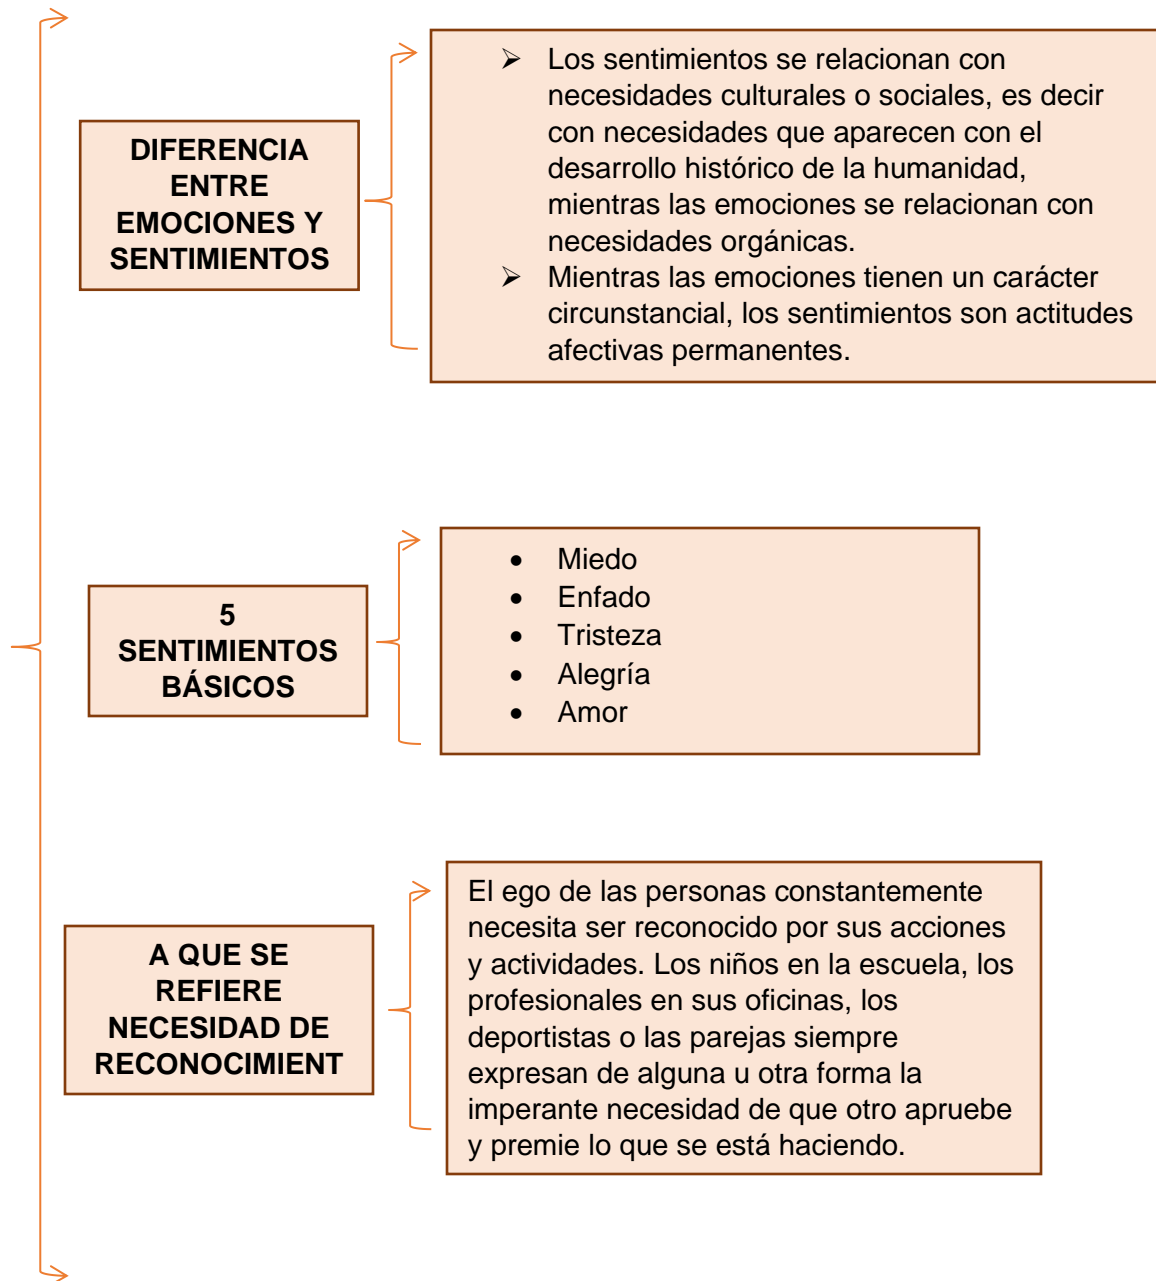 DIFERENCIA
ENTRE
EMOCIONES Y
SENTIMIENTOS
➢ Los sentimientos se relacionan con
necesidades culturales o sociales, es decir
con necesidades que aparecen con el
desarrollo histórico de la humanidad,
mientras las emociones se relacionan con
necesidades orgánicas.
➢ Mientras las emociones tienen un carácter
circunstancial, los sentimientos son actitudes
afectivas permanentes.
5
SENTIMIENTOS
BÁSICOS
• Miedo
• Enfado
• Tristeza
• Alegría
• Amor
A QUE SE
REFIERE
NECESIDAD DE
RECONOCIMIENT
El ego de las personas constantemente
necesita ser reconocido por sus acciones
y actividades. Los niños en la escuela, los
profesionales en sus oficinas, los
deportistas o las parejas siempre
expresan de alguna u otra forma la
imperante necesidad de que otro apruebe
y premie lo que se está haciendo.